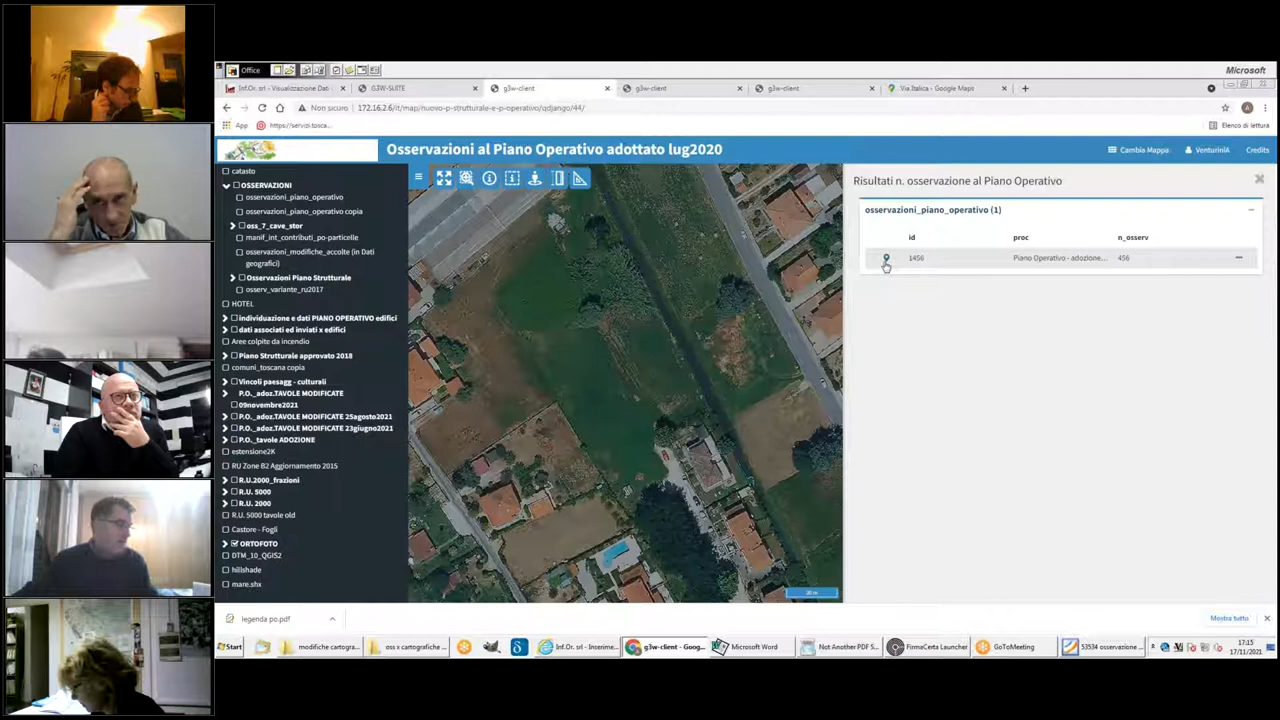 Office
Microsoft
Inf.Or. srl - Visualizzazione Dati
G3W-SUITE
g3w-client
g3w-client
g3w-client
Via Italica - Google Maps
Non sicuro | 172.16.2.6/it/map/nuovo-p-strutturale-e-p-operativo/qdjango/44/
App
https://servizi.tosca...
Elenco di lettura
Osservazioni al Piano Operativo adottato lug2020
Cambia Mappa
VenturiniA
Credits
catasto
OSSERVAZIONI
osservazioni_piano_operativo
osservazioni_piano_operativo copia
oss_7_cave_stor
manif_int_contributi_po-particelle
osservazioni_modifiche_accolte (in Dati
geografici)
Osservazioni Piano Strutturale
osserv_variante_ru2017
HOTEL
individuazione e dati PIANO OPERATIVO edifici
dati associati ed inviati x edifici
Aree colpite da incendio
Piano Strutturale approvato 2018
comuni_toscana copia
Vincoli paesagg - culturali
P.O._adoz.TAVOLE MODIFICATE
09novembre2021
P.O._adoz.TAVOLE MODIFICATE 25agosto2021
P.O._adoz.TAVOLE MODIFICATE 23giugno2021
P.O._tavole ADOZIONE
estensione2K
RU Zone B2 Aggiornamento 2015
R.U.2000_frazioni
R.U. 5000
R.U. 2000
R.U. 5000 tavole old
Castore - Fogli
ORTOFOTO
DTM_10_QGIS2
hillshade
mare.shx
20 m
Risultati n. osservazione al Piano Operativo
osservazioni_piano_operativo (1)
id proc n_osserv
1456 Piano Operativo - adozione... 456
legenda po.pdf
Mostra tutto
Start
modifiche cartogra...
oss x cartografiche ...
Inf.Or. srl - Inserime...
g3w-client - Goog...
Microsoft Word
Not Another PDF S...
FirmaCerta Launcher
GoToMeeting
53534 osservazione ...
17:15
17/11/2021